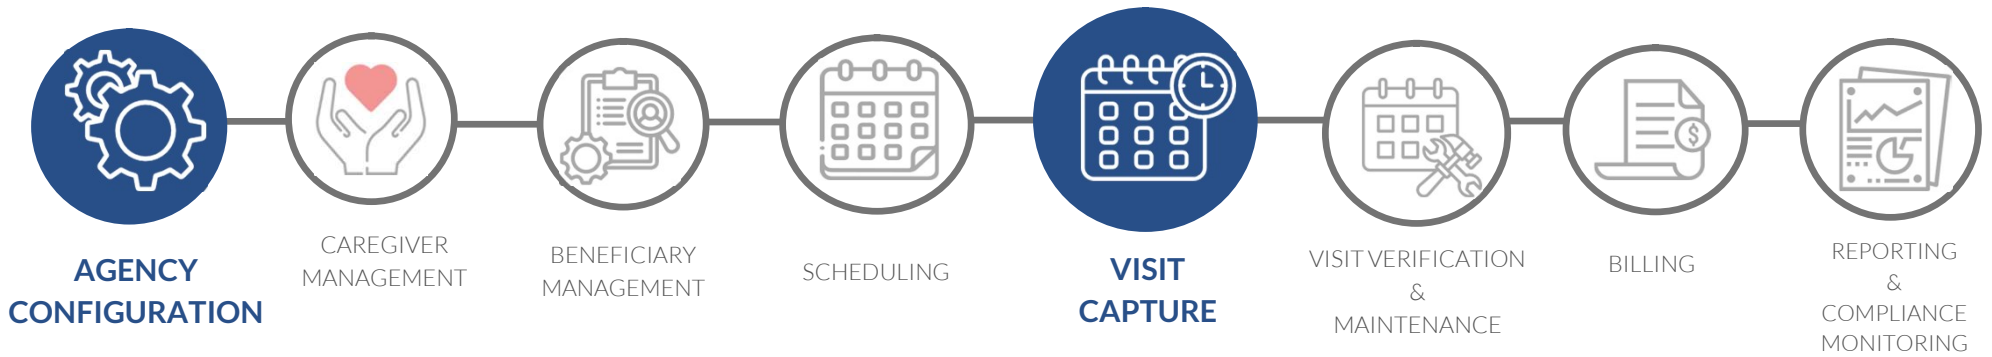 AGENCY
CONFIGURATION
CAREGIVER
MANAGEMENT
BENEFICIARY
MANAGEMENT
SCHEDULING
VISIT
CAPTURE
VISIT VERIFICATION
&
MAINTENANCE
$
BILLING
REPORTING
&
COMPLIANCE
MONITORING